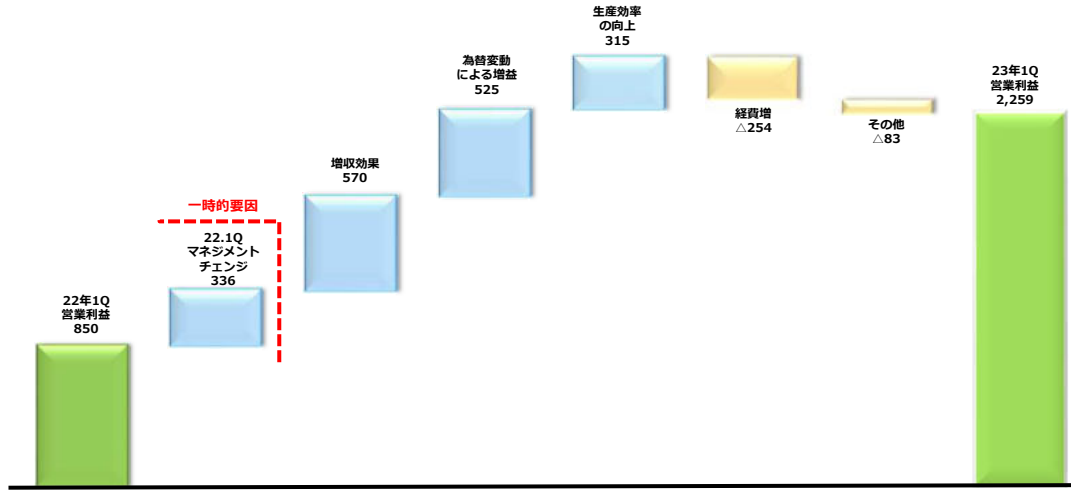 22年1Q
営業利益
850
一時的要因
22.1Q
マネジメント
チェンジ
336
増収効果
570
為替変動
による増益
525
生産効率
の向上
315
経費増
△254
その他
△83
23年1Q
営業利益
2,259